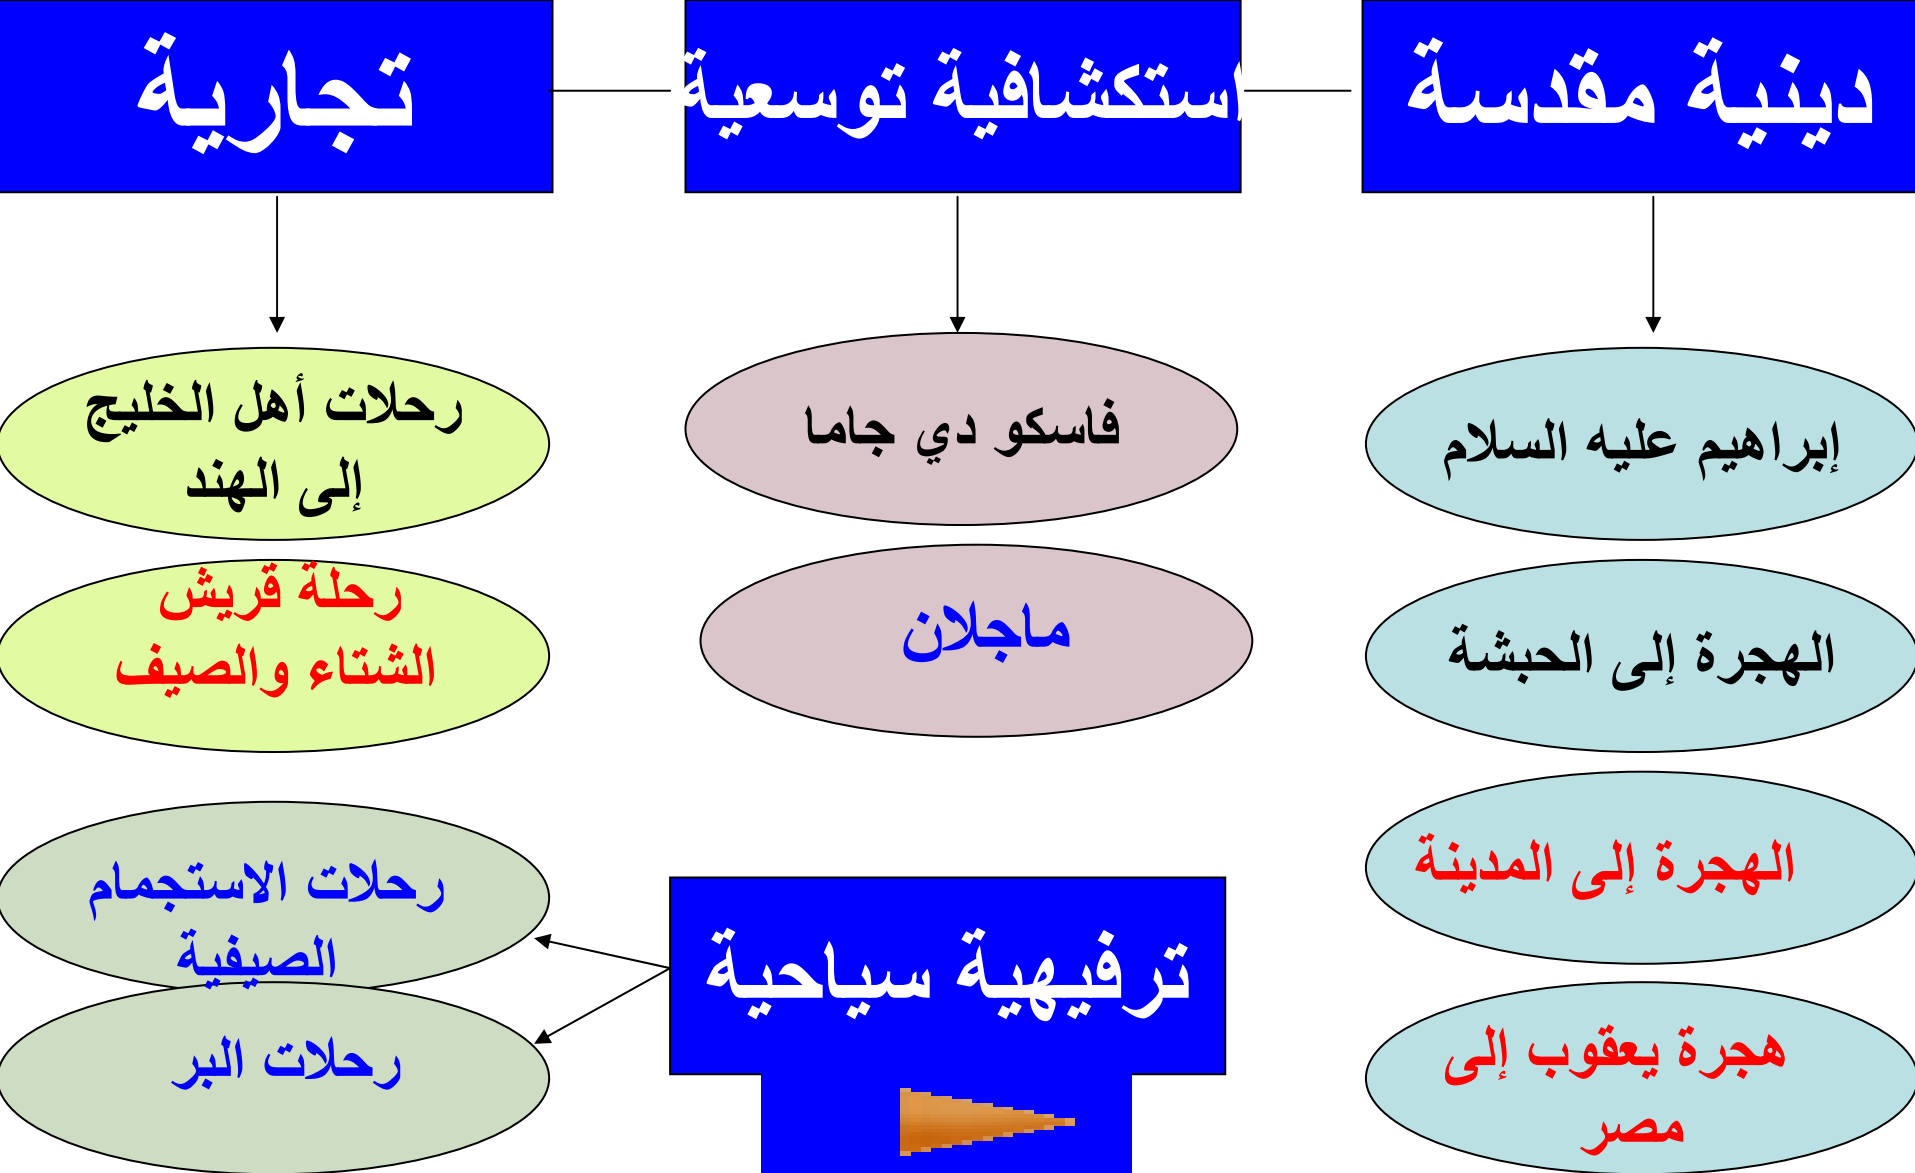 دينية مقدسة
استكشافية توسعية
تجارية
إبراهيم عليه السلام
الهجرة إلى الحبشة
الهجرة إلى المدينة
هجرة يعقوب إلى
مصر
فاسكو دي جاما
ماجلان
رحلات أهل الخليج
إلى الهند
رحلة قريش
الشتاء والصيف
ترفيهية سياحية
رحلات الاستجمام
الصيفية
رحلات البر